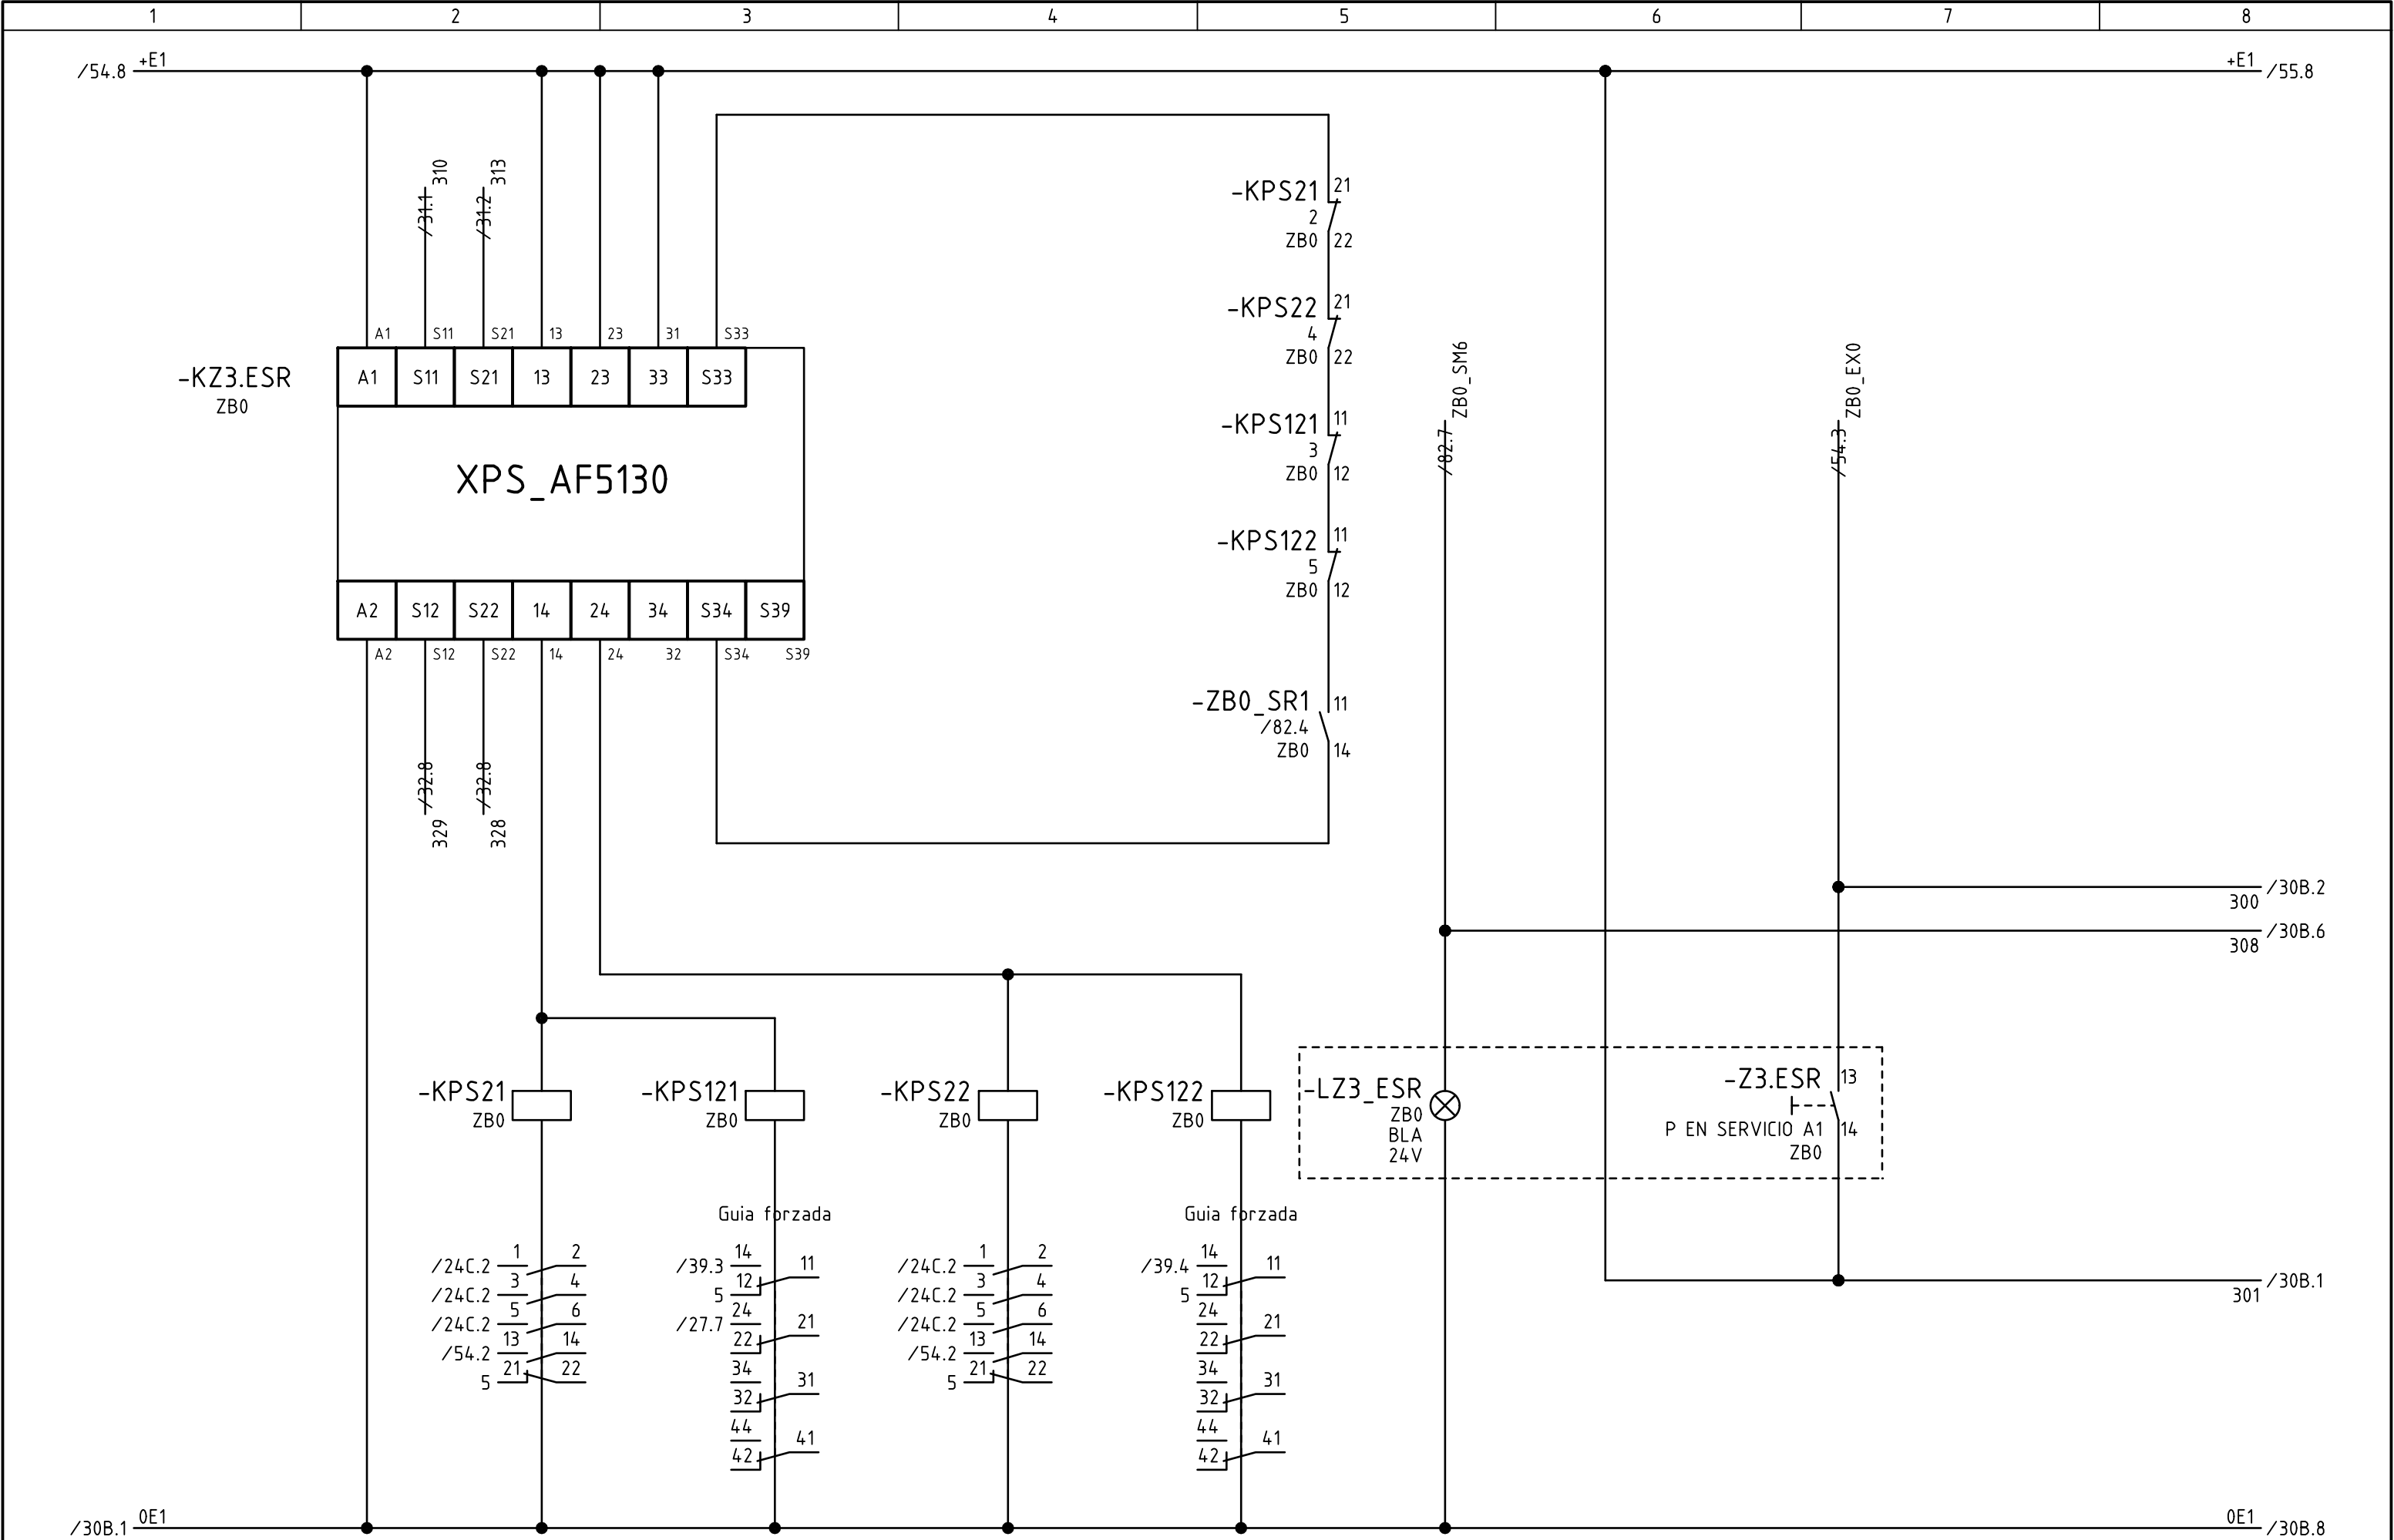 1 2 3 4 5 6 7 8
/54.8 +E1
+E1 /55.8
310 313
/31.1 /31.2
A1 S11 S21 13 23 31 S33
-KZ3.ESR
ZB0
A1 S11 S21 13 23 33 S33
XPS_AF5130
A2 S12 S22 14 24 34 S34 S39
A2 S12 S22 14 24 32 S34 S39
/32.8 /32.8
329 328
-KPS21 21
2
ZB0 22
-KPS22 21
4
ZB0 22
-KPS121 11
3
ZB0 12
-KPS122 11
5
ZB0 12
-ZB0_SR1 11
/82.4
ZB0 14
ZB0_SM6
/82.7
ZB0_EX0
/54.3
/30B.2
300
/30B.6
308
-KPS21
ZB0
-KPS121
ZB0
-KPS22
ZB0
-KPS122
ZB0
-LZ3_ESR
ZB0
BLA
24V
-Z3.ESR 13
P EN SERVICIO A1 14
ZB0
/30B.1
301
1 2
/24C.2
3 4
/24C.2
5 6
/24C.2
13 14
/54.2
21 22
5
Guia forzada
14
/39.3 11
12
5
24
/27.7 21
22
34
31
32
44
41
42
1 2
/24C.2
3 4
/24C.2
5 6
/24C.2
13 14
/54.2
21 22
5
Guia forzada
14
/39.4 11
12
5
24
21
22
34
31
32
44
41
42
/30B.1 0E1
0E1 /30B.8